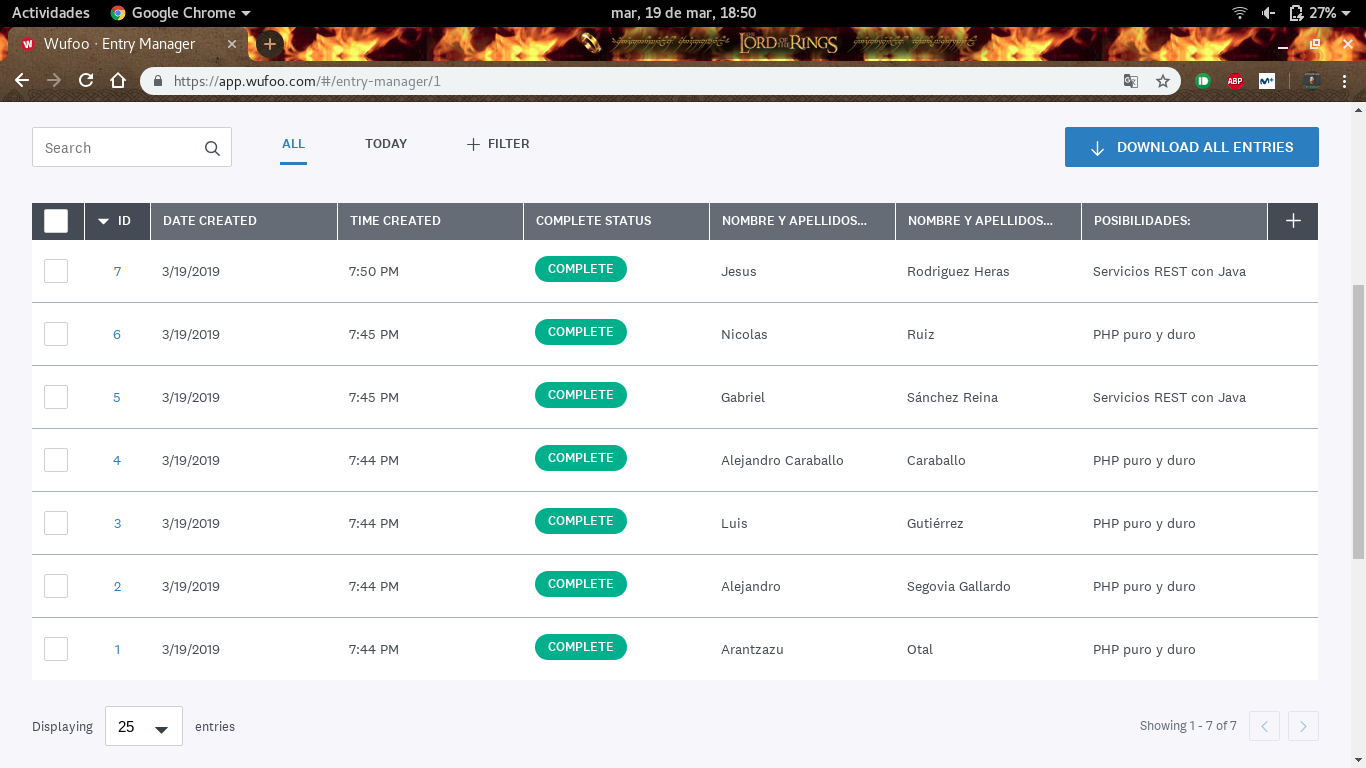 Actividades Google Chrome mar, 19 de mar, 18:50 27%
Wufoo · Entry Manager THE LORD OF THE RINGS
https://app.wufoo.com/#/entry-manager/1 ABP
Search ALL TODAY FILTER DOWNLOAD ALL ENTRIES
ID DATE CREATED TIME CREATED COMPLETE STATUS NOMBRE Y APELLIDOS... NOMBRE Y APELLIDOS... POSIBILIDADES:
7 3/19/2019 7:50 PM COMPLETE Jesus Rodriguez Heras Servicios REST con Java
6 3/19/2019 7:45 PM COMPLETE Nicolas Ruiz PHP puro y duro
5 3/19/2019 7:45 PM COMPLETE Gabriel Sánchez Reina Servicios REST con Java
4 3/19/2019 7:44 PM COMPLETE Alejandro Caraballo Caraballo PHP puro y duro
3 3/19/2019 7:44 PM COMPLETE Luis Gutiérrez PHP puro y duro
2 3/19/2019 7:44 PM COMPLETE Alejandro Segovia Gallardo PHP puro y duro
1 3/19/2019 7:44 PM COMPLETE Arantzazu Otal PHP puro y duro
Displaying 25 entries Showing 1 - 7 of 7